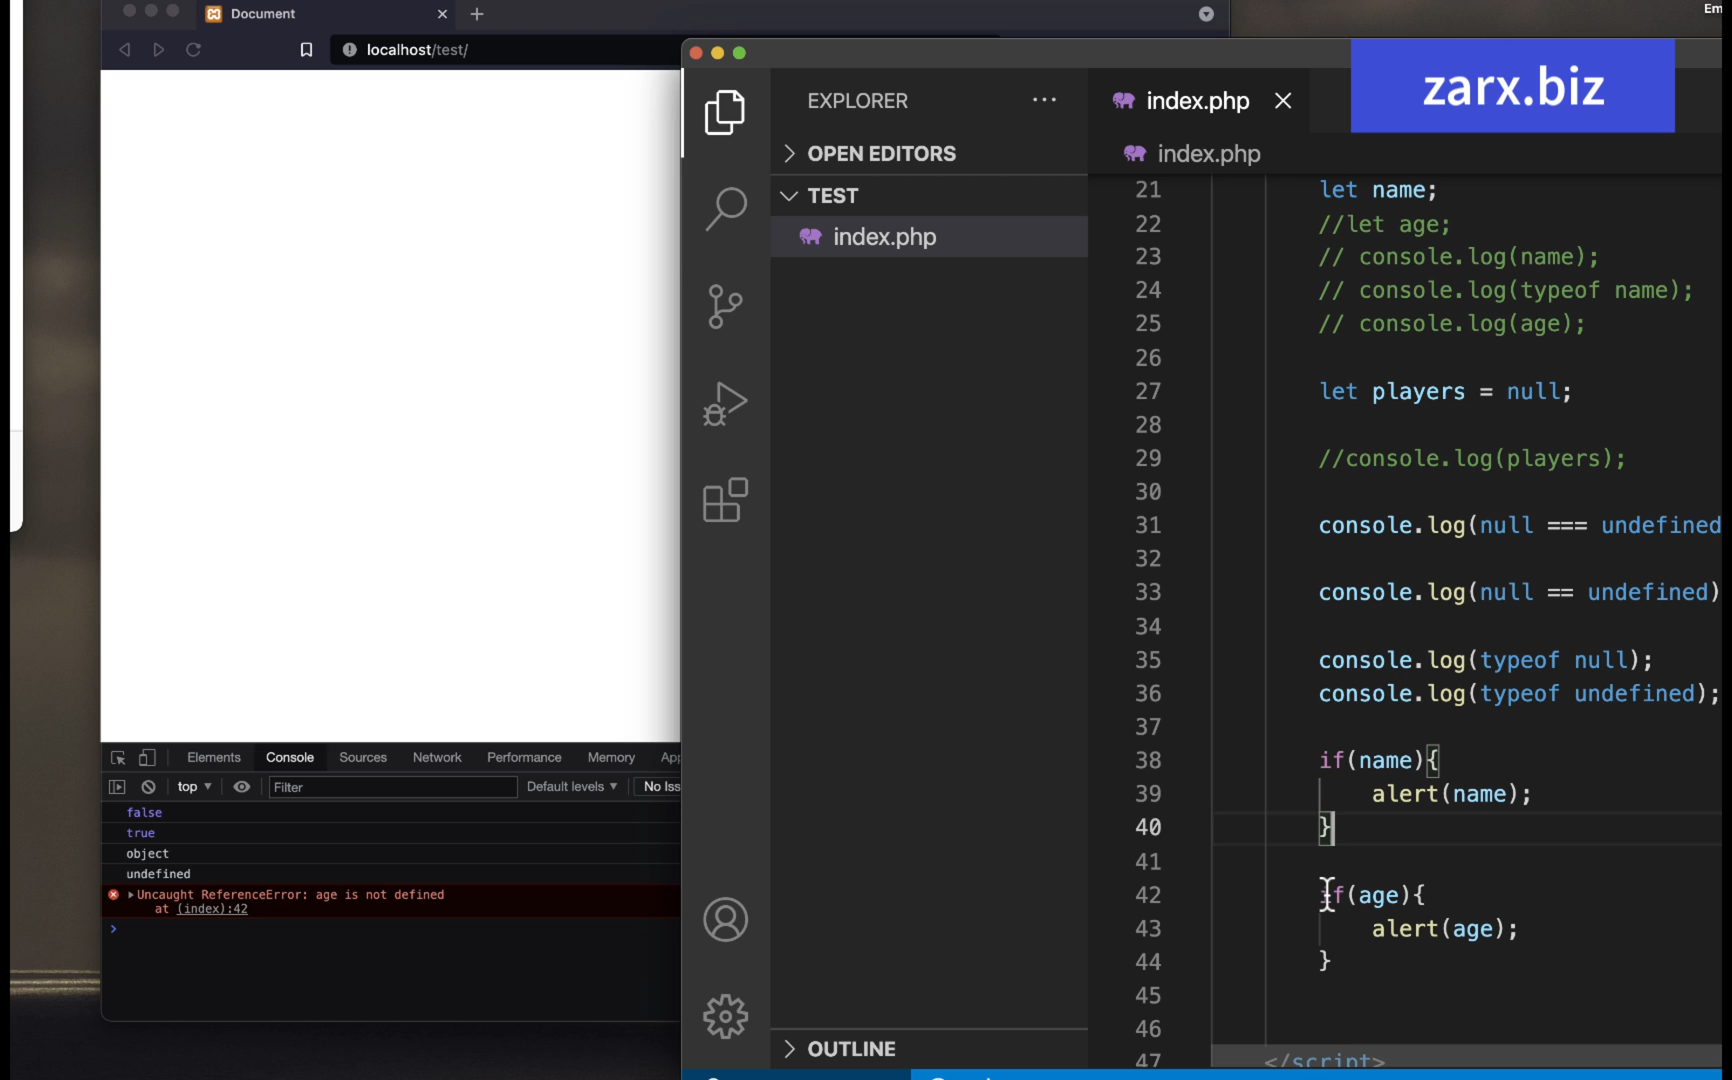 Em
Document
localhost/test/
zarx.biz
EXPLORER
index.php
OPEN EDITORS
index.php
TEST
index.php
21 let name;
22 //let age;
23 // console.log(name);
24 // console.log(typeof name);
25 // console.log(age);
26
27 let players = null;
28
29 //console.log(players);
30
31 console.log(null === undefined
32
33 console.log(null == undefined)
34
35 console.log(typeof null);
36 console.log(typeof undefined);
37
38 if(name){
39 alert(name);
40 }
41
42 if(age){
43 alert(age);
44 }
45
46
47 </script>
OUTLINE
Elements Console Sources Network Performance Memory App
top Filter Default levels No Iss
false
true
object
undefined
Uncaught ReferenceError: age is not defined
at (index):42